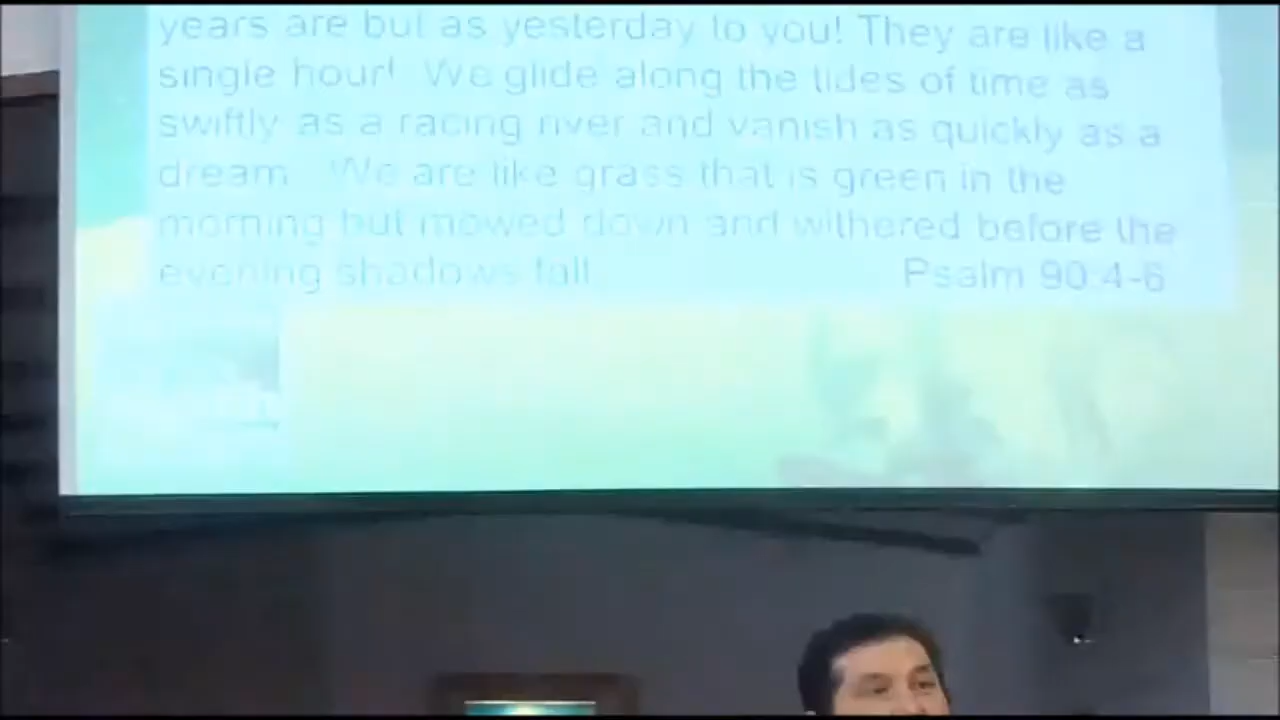 years are but as yesterday to you! They are like a
single hour! We glide along the tides of time as
swiftly as a racing river and vanish as quickly as a
dream. We are like grass that is green in the
morning but mowed down and withered before the
evening shadows fall. Psalm 90:4-6